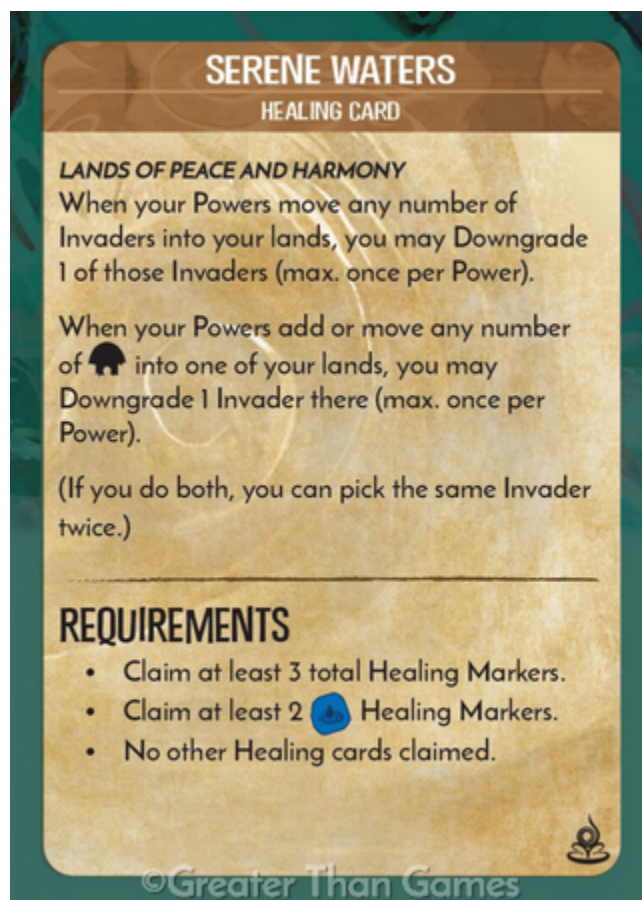 SERENE WATERS
HEALING CARD
LANDS OF PEACE AND HARMONY
When your Powers move any number of
Invaders into your lands, you may Downgrade
1 of those Invaders (max. once per Power).
When your Powers add or move any number
of into one of your lands, you may
Downgrade 1 Invader there (max. once per
Power).
(If you do both, you can pick the same Invader
twice.)
REQUIREMENTS
• Claim at least 3 total Healing Markers.
• Claim at least 2 Healing Markers.
• No other Healing cards claimed.
©Greater Than Games